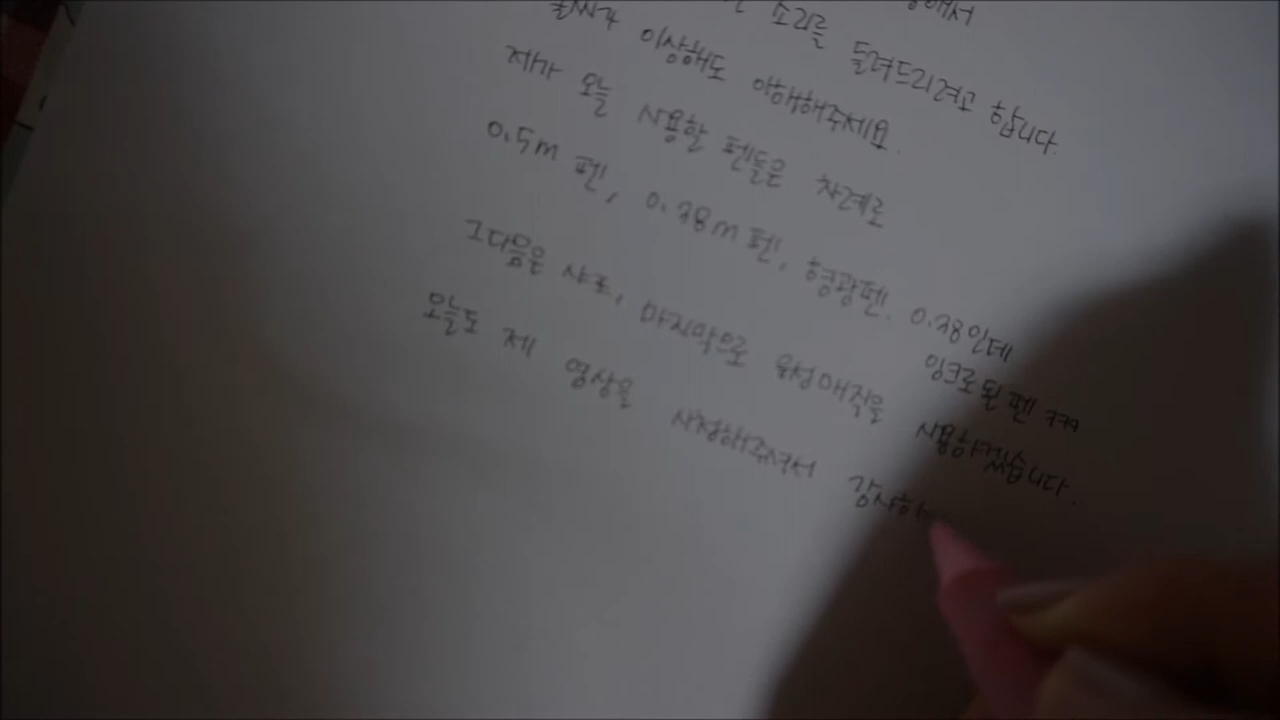 소리를 들려드리려고 합니다.
글씨가 이상해도 이해해주세요.
저가 오늘 사용할 펜들은 차례로
0.5m 펜, 0.38m 펜, 형광펜. 0.38인데
잉크로된 펜 ㅋㅋㅋ
그다음은 샤프, 마지막으로 유성매직을 사용하겠습니다.
오늘도 제 영상을 시청해주셔서 감사하